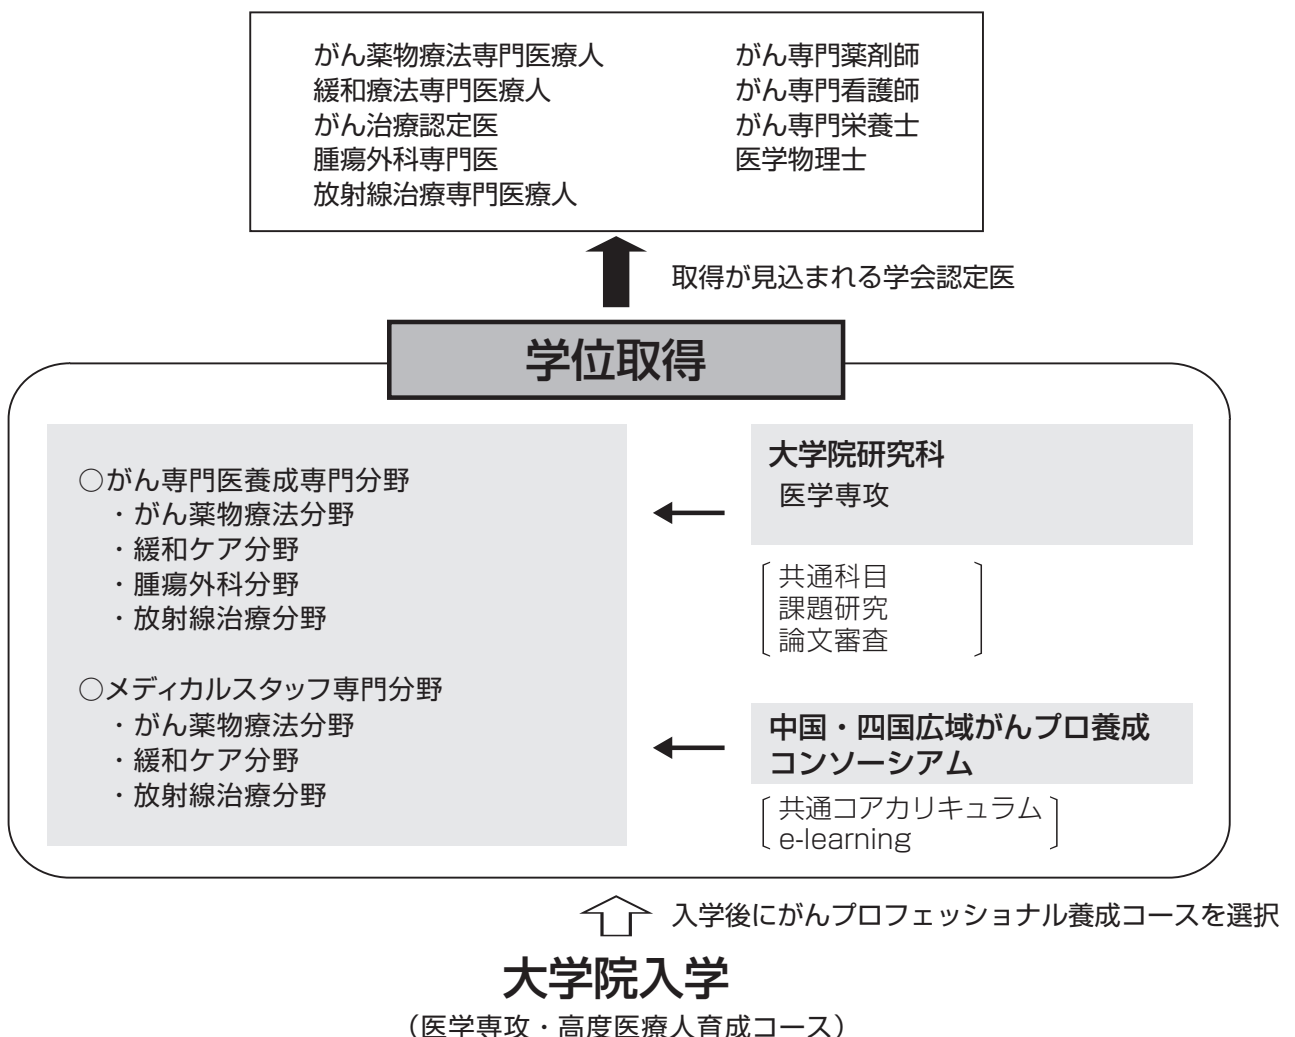 がん薬物療法専門医療人
緩和療法専門医療人
がん治療認定医
腫瘍外科専門医
放射線治療専門医療人
がん専門薬剤師
がん専門看護師
がん専門栄養士
医学物理士
取得が見込まれる学会認定医
学位取得
○がん専門医養成専門分野
・がん薬物療法分野
・緩和ケア分野
・腫瘍外科分野
・放射線治療分野
○メディカルスタッフ専門分野
・がん薬物療法分野
・緩和ケア分野
・放射線治療分野
大学院研究科
医学専攻
共通科目
課題研究
論文審査
中国・四国広域がんプロ養成
コンソーシアム
共通コアカリキュラム
e-learning
入学後にがんプロフェッショナル養成コースを選択
大学院入学
（医学専攻・高度医療人育成コース）